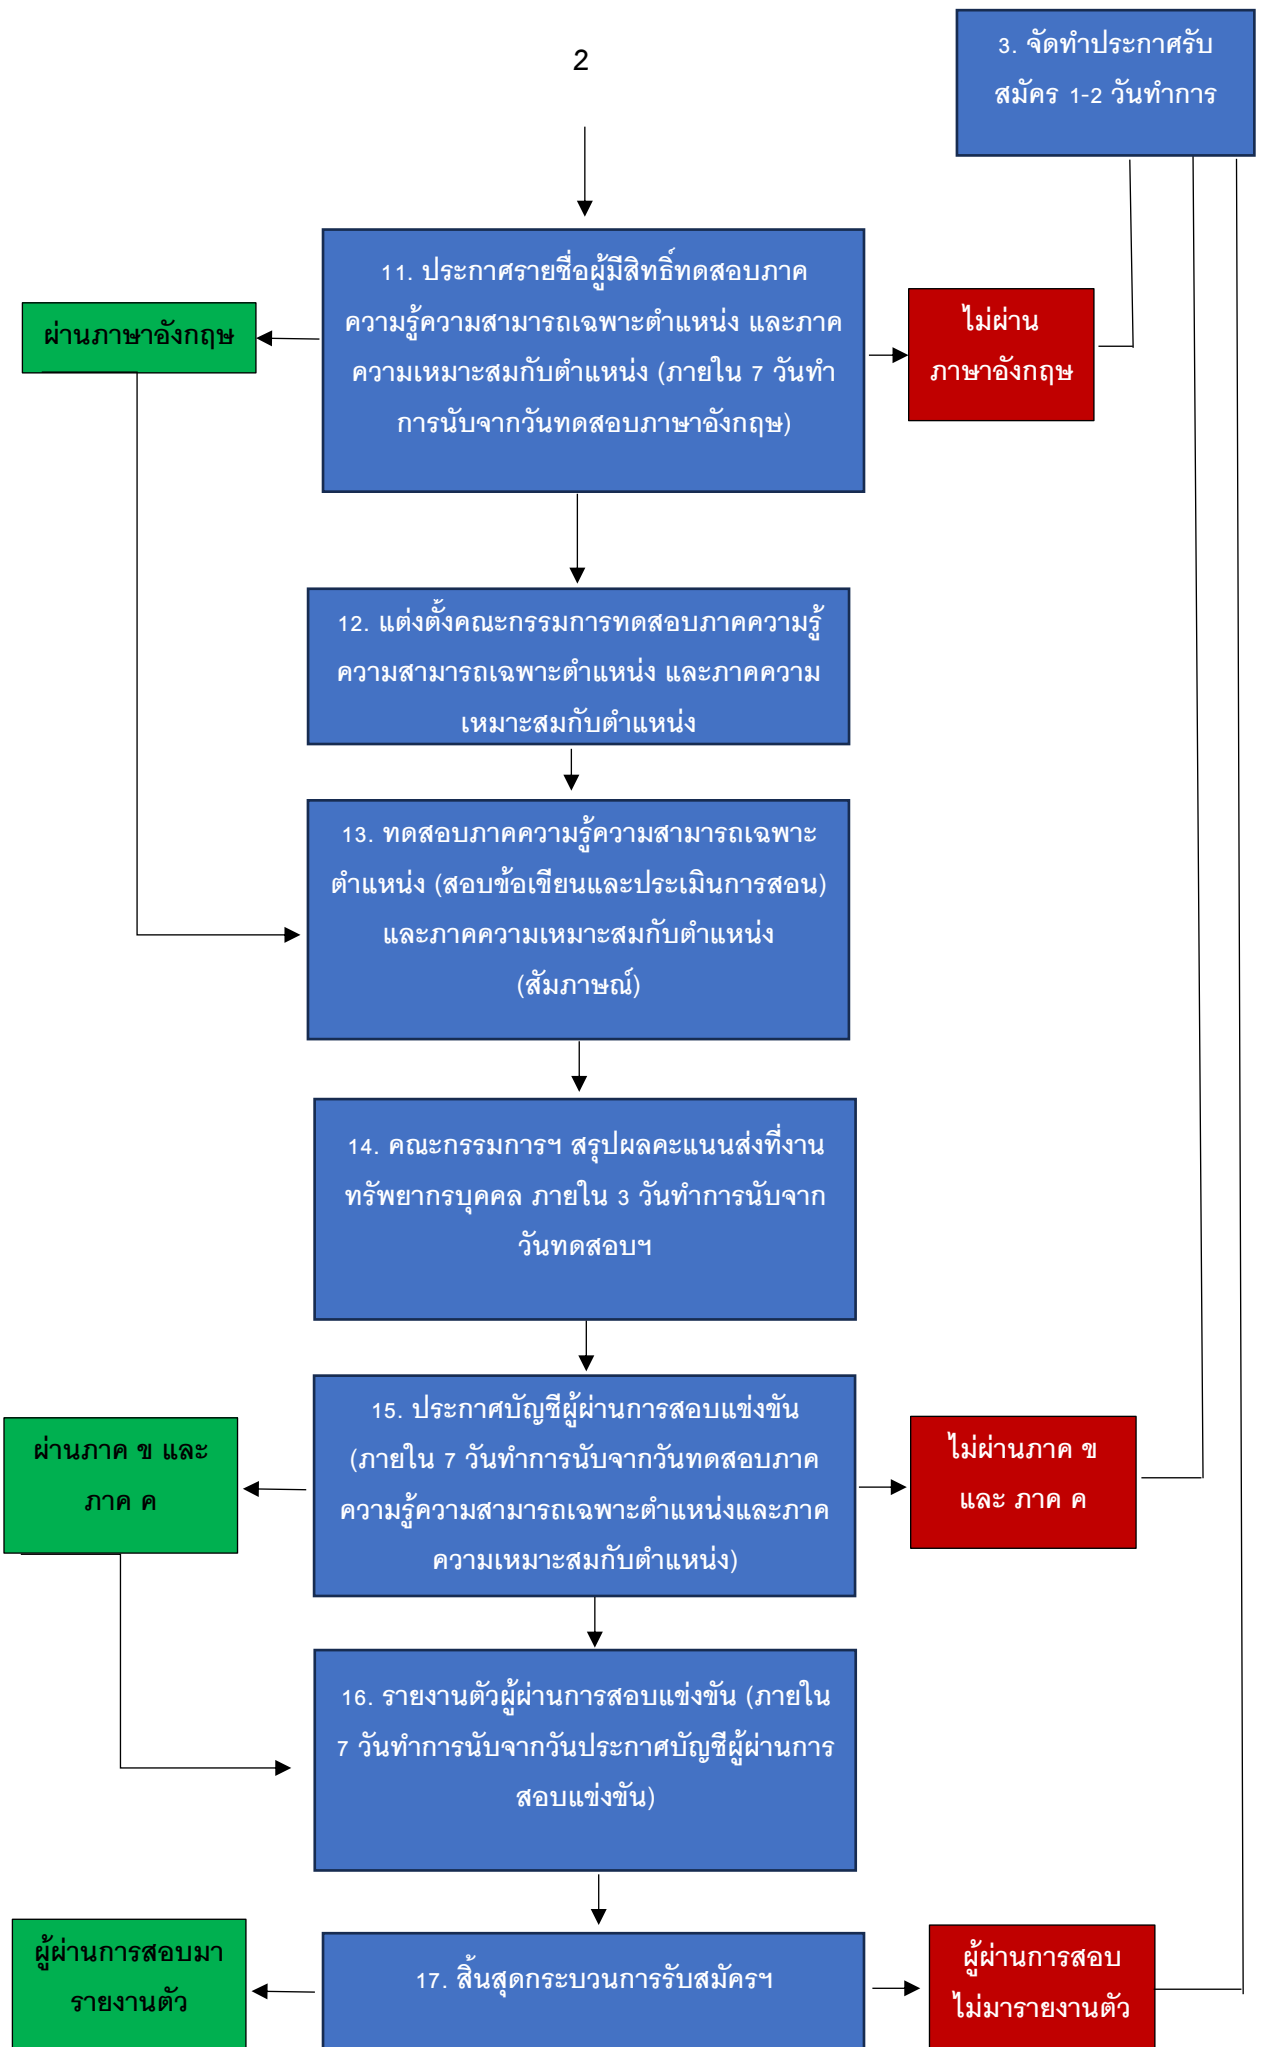 2
3. จัดทำประกาศรับ
สมัคร 1-2 วันทำการ
11. ประกาศรายชื่อผู้มีสิทธิ์ทดสอบภาค
ความรู้ความสามารถเฉพาะตำแหน่ง และภาค
ความเหมาะสมกับตำแหน่ง (ภายใน 7 วันทำ
การนับจากวันทดสอบภาษาอังกฤษ)
ผ่านภาษาอังกฤษ
ไม่ผ่าน
ภาษาอังกฤษ
12. แต่งตั้งคณะกรรมการทดสอบภาคความรู้
ความสามารถเฉพาะตำแหน่ง และภาคความ
เหมาะสมกับตำแหน่ง
13. ทดสอบภาคความรู้ความสามารถเฉพาะ
ตำแหน่ง (สอบข้อเขียนและประเมินการสอน)
และภาคความเหมาะสมกับตำแหน่ง
(สัมภาษณ์)
14. คณะกรรมการฯ สรุปผลคะแนนส่งที่งาน
ทรัพยากรบุคคล ภายใน 3 วันทำการนับจาก
วันทดสอบฯ
15. ประกาศบัญชีผู้ผ่านการสอบแข่งขัน
(ภายใน 7 วันทำการนับจากวันทดสอบภาค
ความรู้ความสามารถเฉพาะตำแหน่งและภาค
ความเหมาะสมกับตำแหน่ง)
ผ่านภาค ข และ
ภาค ค
ไม่ผ่านภาค ข
และ ภาค ค
16. รายงานตัวผู้ผ่านการสอบแข่งขัน (ภายใน
7 วันทำการนับจากวันประกาศบัญชีผู้ผ่านการ
สอบแข่งขัน)
ผู้ผ่านการสอบมา
รายงานตัว
17. สิ้นสุดกระบวนการรับสมัครฯ
ผู้ผ่านการสอบ
ไม่มารายงานตัว